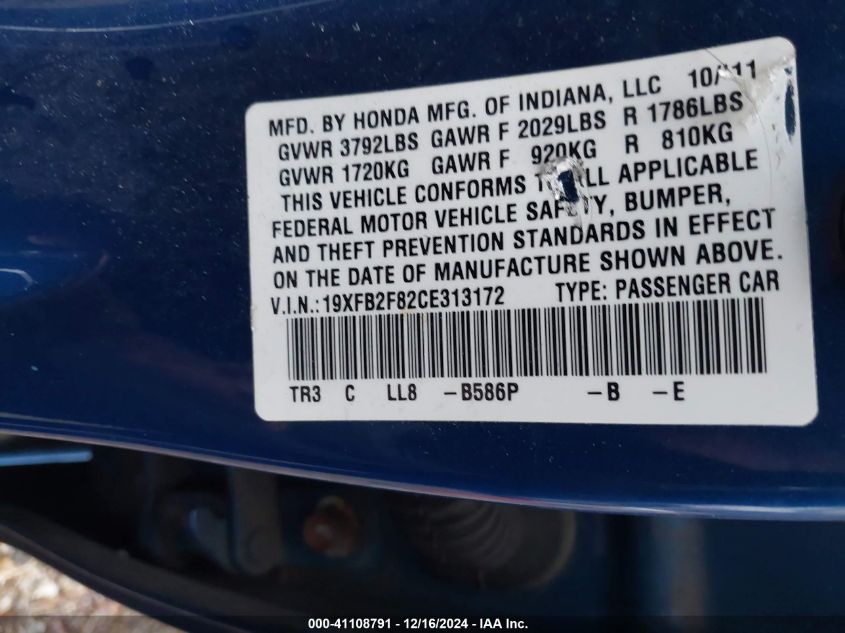 MFD. BY HONDA MFG. OF INDIANA, LLC 10/11
GVWR 3792LBS GAWR F 2029LBS R 1786LBS
GVWR 1720KG GAWR F 920KG R 810KG
THIS VEHICLE CONFORMS ALL APPLICABLE
FEDERAL MOTOR VEHICLE SAFETY, BUMPER,
AND THEFT PREVENTION STANDARDS IN EFFECT
ON THE DATE OF MANUFACTURE SHOWN ABOVE.
V.I.N.:19XFB2F82CE313172 TYPE: PASSENGER CAR
TR3 C LL8 -B586P -B -E
000-41108791 - 12/16/2024 - IAA Inc.